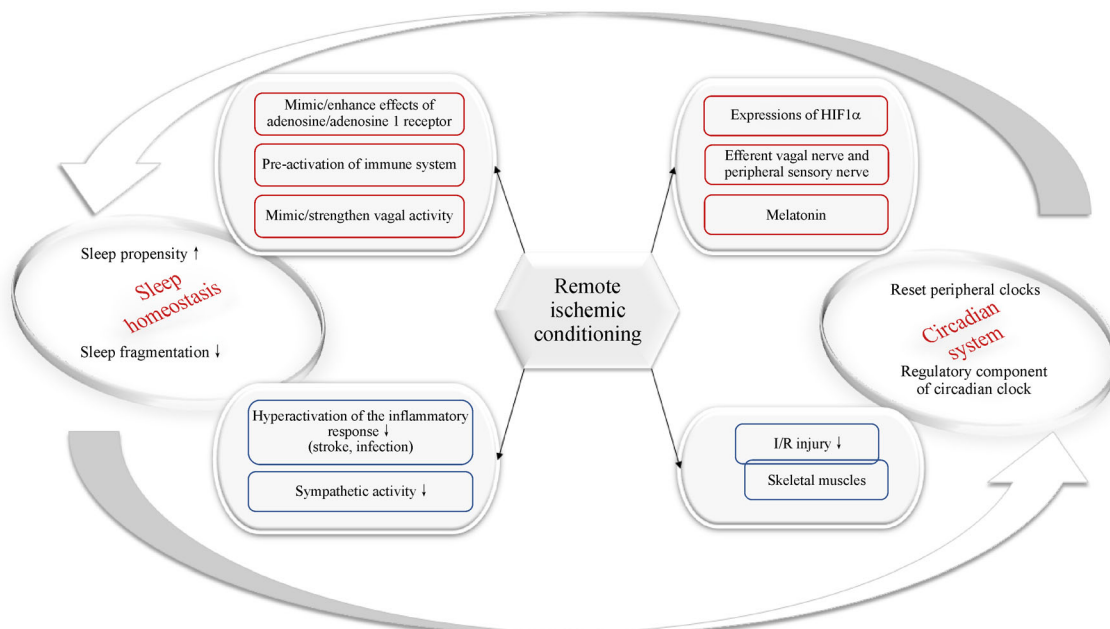 Mimic/enhance effects of
adenosine/adenosine 1 receptor
Pre-activation of immune system
Mimic/strengthen vagal activity
Expressions of HIF1α
Efferent vagal nerve and
peripheral sensory nerve
Melatonin
Sleep propensity ↑
Sleep
homeostasis
Sleep fragmentation ↓
Remote
ischemic
conditioning
Reset peripheral clocks
Circadian
system
Regulatory component
of circadian clock
Hyperactivation of the inflammatory
response ↓
(stroke, infection)
Sympathetic activity ↓
I/R injury ↓
Skeletal muscles